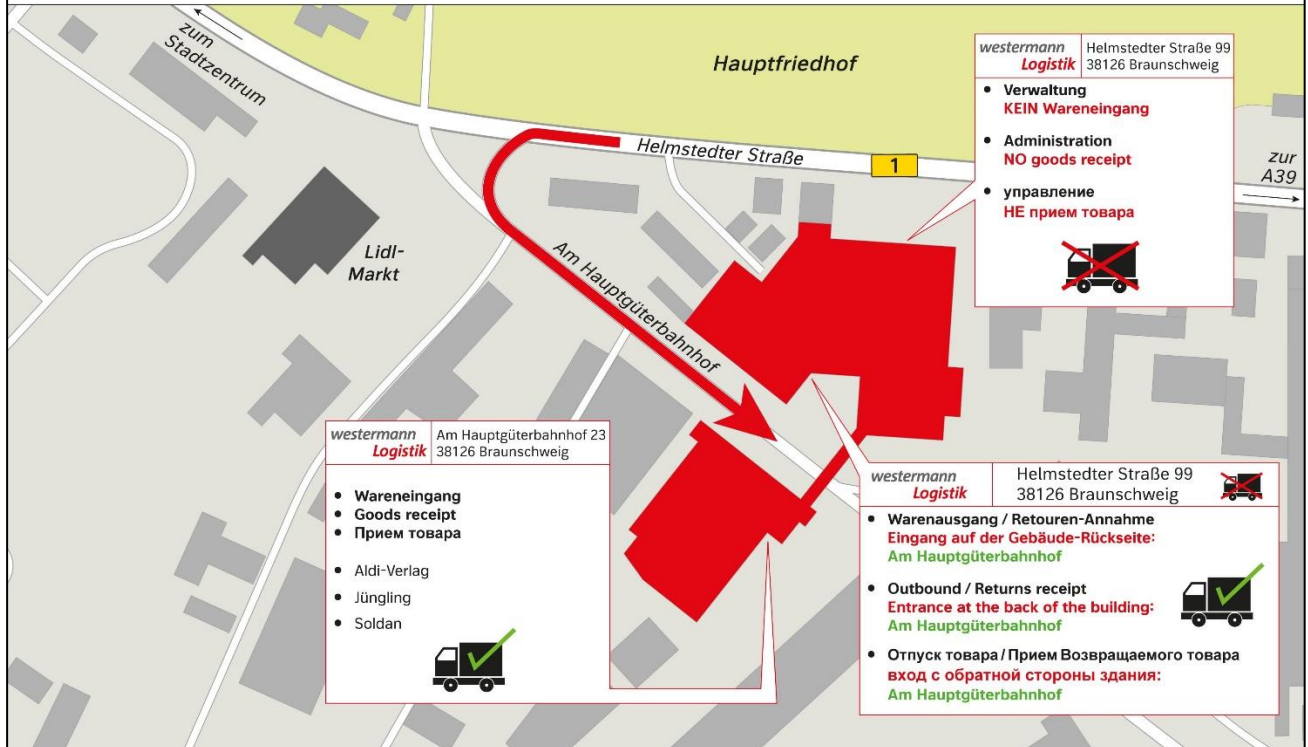 zum
Stadtzentrum
Hauptfriedhof
Helmstedter Straße
1
zur
A39
Lidl-
Markt
Am Hauptgüterbahnhof
westermann
Logistik
Helmstedter Straße 99
38126 Braunschweig
• Verwaltung
KEIN Wareneingang
• Administration
NO goods receipt
• управление
НЕ прием товара
westermann
Logistik
Am Hauptgüterbahnhof 23
38126 Braunschweig
• Wareneingang
• Goods receipt
• Прием товара
• Aldi-Verlag
• Jüngling
• Soldan
westermann
Logistik
Helmstedter Straße 99
38126 Braunschweig
• Warenausgang / Retouren-Annahme
Eingang auf der Gebäude-Rückseite:
Am Hauptgüterbahnhof
• Outbound / Returns receipt
Entrance at the back of the building:
Am Hauptgüterbahnhof
• Отпуск товара / Прием Возвращаемого товара
вход с обратной стороны здания:
Am Hauptgüterbahnhof